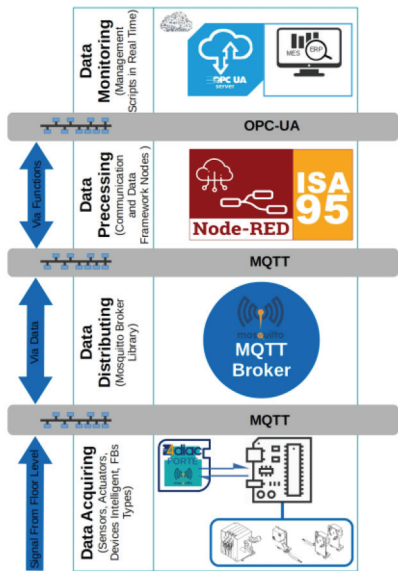 Data
Monitoring
(Management
Scripts in Real Time)
OPC UA
server
MES
ERP
OPC-UA
Via Functions
Data
Precessing
(Communication
and Data
Framework Nodes )
Node-RED
ISA
95
MQTT
Via Data
Data
Distributing
(Mosquitto Broker
Library)
mosquitto
MQTT
Broker
MQTT
Signal From Floor Level
Data Acquiring
(Sensors, Actuators,
Devices Intelligent, FBs
Types)
4diac
FORTE